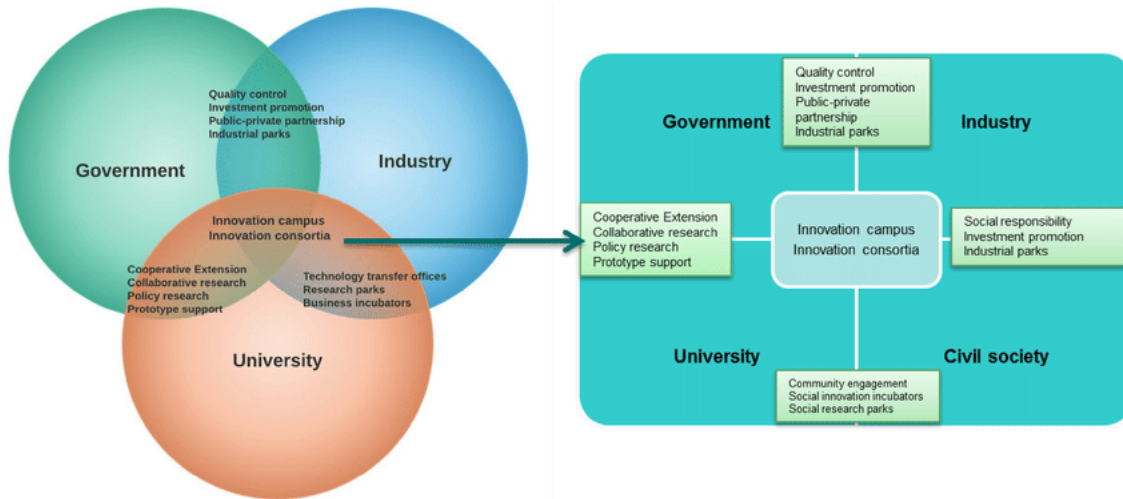 Quality control
Investment promotion
Public-private partnership
Industrial parks
Government
Industry
Innovation campus
Innovation consortia
Cooperative Extension
Collaborative research
Policy research
Prototype support
Technology transfer offices
Research parks
Business incubators
University
Quality control
Investment promotion
Public-private
partnership
Industrial parks
Government
Industry
Cooperative Extension
Collaborative research
Policy research
Prototype support
Innovation campus
Innovation consortia
Social responsibility
Investment promotion
Industrial parks
University
Civil society
Community engagement
Social innovation incubators
Social research parks